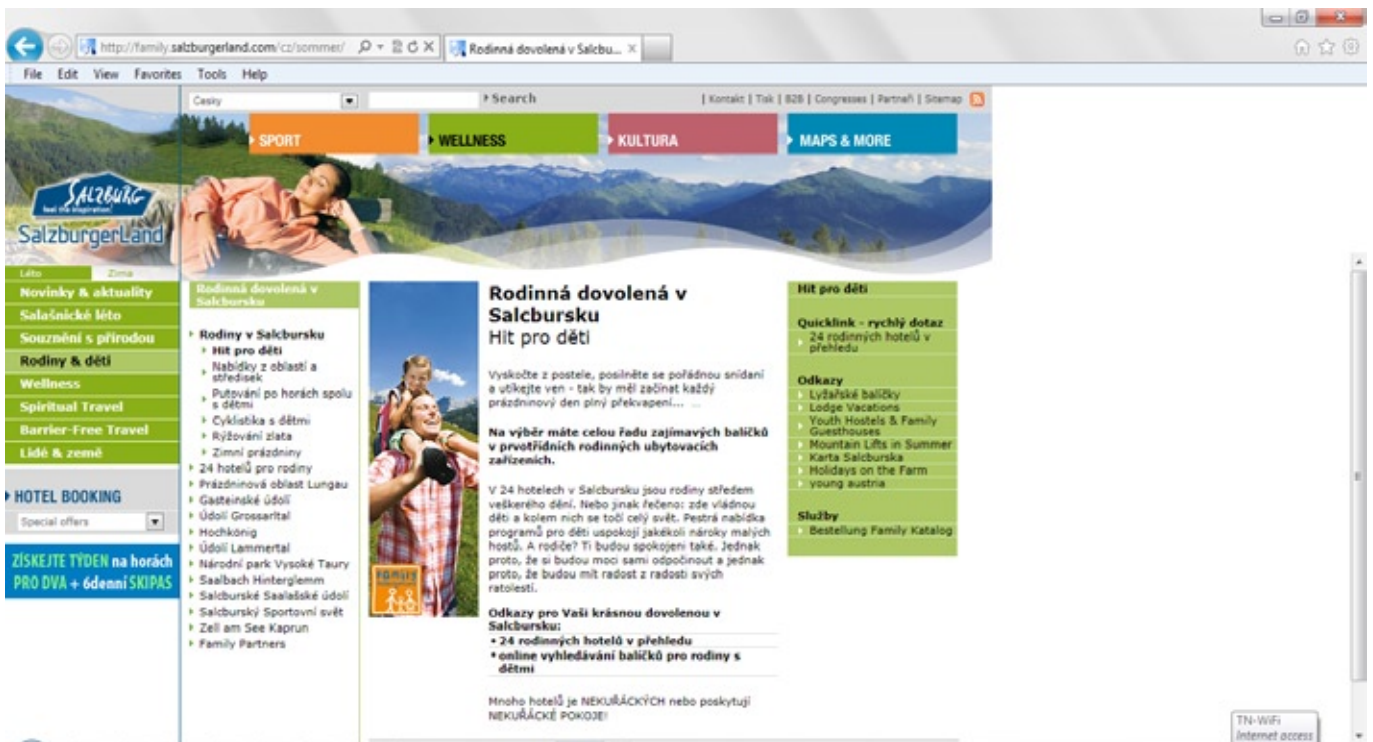 http://family.salzburgerland.com/cz/sommer/
Rodinná dovolená v Salcbu...
File Edit View Favorites Tools Help
Česky
Search
| Kontakt | Tisk | B2B | Congresses | Partneři | Sitemap
SPORT
WELLNESS
KULTURA
MAPS & MORE
SALZBURG
feel the inspiration!
SalzburgerLand
Léto
Zima
Novinky & aktuality
Salašnické léto
Souznění s přírodou
Rodiny & děti
Wellness
Spiritual Travel
Barrier-Free Travel
Lidé & země
HOTEL BOOKING
Special offers
ZÍSKEJTE TÝDEN na horách
PRO DVA + 6denní SKIPAS
Rodinná dovolená v
Salcbursku
Rodiny v Salcbursku
Hit pro děti
Nabídky z oblastí a
středisek
Putování po horách spolu
s dětmi
Cyklistika s dětmi
Rýžování zlata
Zimní prázdniny
24 hotelů pro rodiny
Prázdninová oblast Lungau
Gasteinské údolí
Údolí Grossarltal
Hochkönig
Údolí Lammertal
Národní park Vysoké Taury
Saalbach Hinterglemm
Salcburské Saalašské údolí
Salcburský Sportovní svět
Zell am See Kaprun
Family Partners
Family
Rodinná dovolená v
Salcbursku
Hit pro děti
Vyskočte z postele, posilněte se pořádnou snídaní
a utíkejte ven - tak by měl začínat každý
prázdninový den plný překvapení... ...
Na výběr máte celou řadu zajímavých balíčků
v prvotřídních rodinných ubytovacích
zařízeních.
V 24 hotelech v Salcbursku jsou rodiny středem
veškerého dění. Nebo jinak řečeno: zde vládnou
děti a kolem nich se točí celý svět. Pestrá nabídka
programů pro děti uspokojí jakékoli nároky malých
hostů. A rodiče? Ti budou spokojeni také. Jednak
proto, že si budou moci sami odpočinout a jednak
proto, že budou mít radost z radosti svých
ratolestí.
Odkazy pro Vaši krásnou dovolenou v
Salcbursku:
• 24 rodinných hotelů v přehledu
• online vyhledávání balíčků pro rodiny s
dětmi
Mnoho hotelů je NEKUŘÁCKÝCH nebo poskytují
NEKUŘÁCKÉ POKOJE!
Hit pro děti
Quicklink - rychlý dotaz
24 rodinných hotelů v
přehledu
Odkazy
Lyžařské balíčky
Lodge Vacations
Youth Hostels & Family
Guesthouses
Mountain Lifts in Summer
Karta Salcburska
Holidays on the Farm
young austria
Služby
Bestellung Family Katalog
TN-WiFi
Internet access